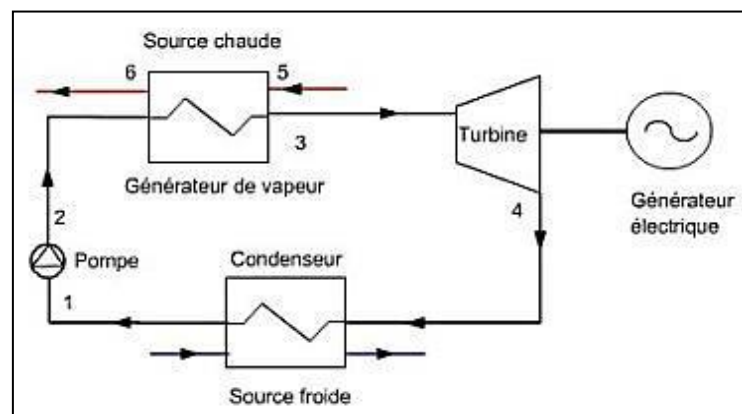 Source chaude
6
5
3
Turbine
Générateur de vapeur
Générateur
électrique
4
2
Pompe
Condenseur
1
Source froide